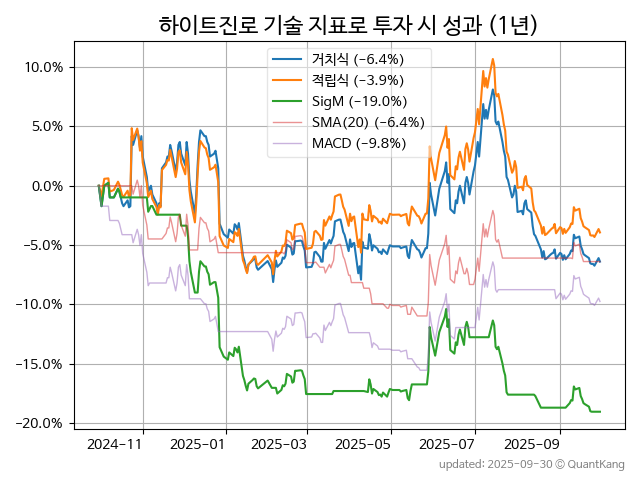 하이트진로 기술 지표로 투자 시 성과 (1년)
거치식 (−6.4%)
적립식 (−3.9%)
SigM (−19.0%)
SMA(20) (−6.4%)
MACD (−9.8%)
10.0%
5.0%
0.0%
−5.0%
−10.0%
−15.0%
−20.0%
2024-11 2025-01 2025-03 2025-05 2025-07 2025-09
updated: 2025-09-30 © QuantKang